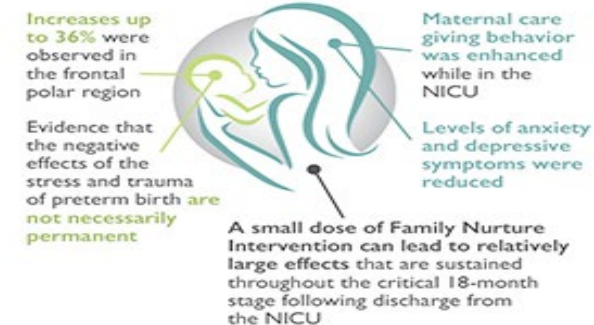 Increases up
to 36% were
observed in
the frontal
polar region
Evidence that
the negative
effects of the
stress and trauma
of preterm birth are
not necessarily
permanent
Maternal care
giving behavior
was enhanced
while in the
NICU
Levels of anxiety
and depressive
symptoms were
reduced
A small dose of Family Nurture
Intervention can lead to relatively
large effects that are sustained
throughout the critical 18-month
stage following discharge from
the NICU